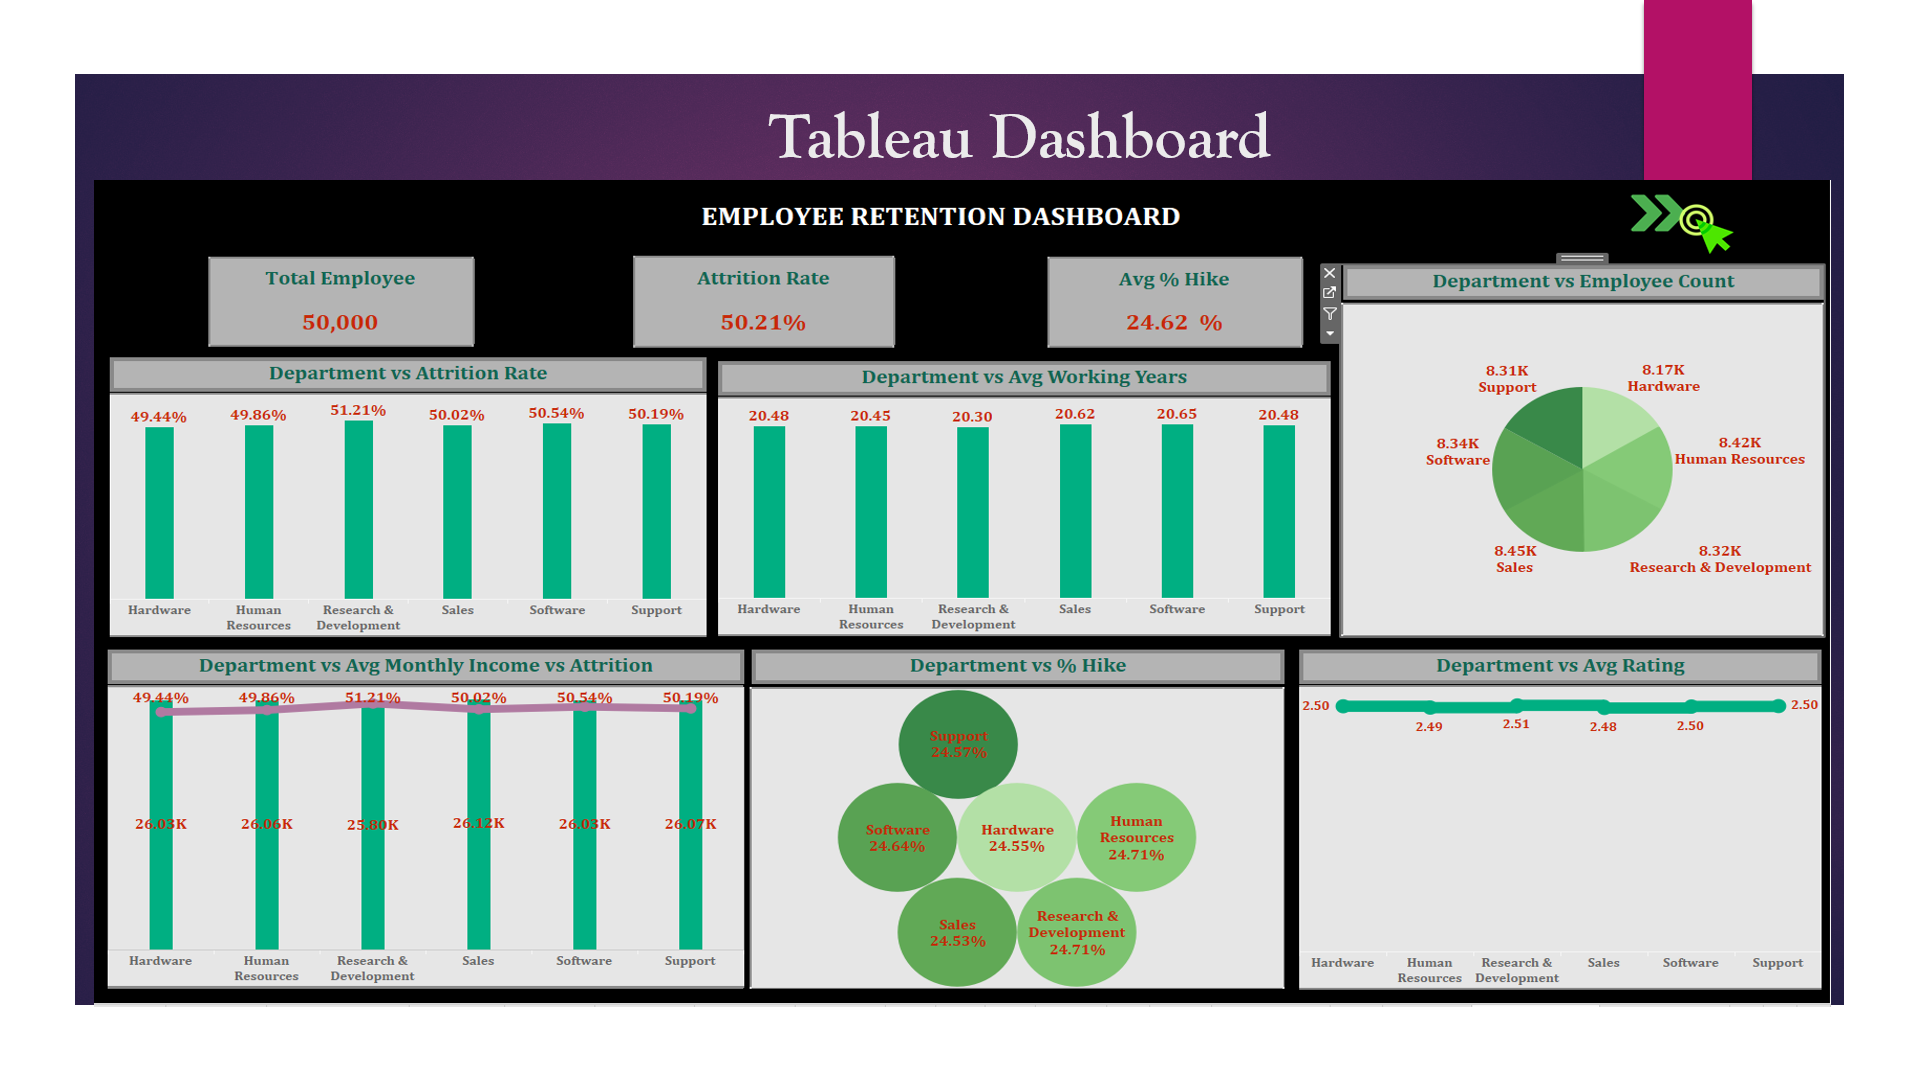 Tableau Dashboard
EMPLOYEE RETENTION DASHBOARD
Total Employee
50,000
Attrition Rate
50.21%
Avg % Hike
24.62 %
Department vs Attrition Rate
49.44%
49.86%
51.21%
50.02%
50.54%
50.19%
Hardware
Human
Resources
Research &
Development
Sales
Software
Support
Department vs Avg Working Years
20.48
20.45
20.30
20.62
20.65
20.48
Hardware
Human
Resources
Research &
Development
Sales
Software
Support
Department vs Employee Count
8.31K
Support
8.17K
Hardware
8.34K
Software
8.42K
Human Resources
8.45K
Sales
8.32K
Research & Development
Department vs Avg Monthly Income vs Attrition
49.44%
49.86%
51.21%
50.02%
50.54%
50.19%
26.03K
26.06K
25.80K
26.12K
26.03K
26.07K
Hardware
Human
Resources
Research &
Development
Sales
Software
Support
Department vs % Hike
Support
24.57%
Software
24.64%
Hardware
24.55%
Human
Resources
24.71%
Sales
24.53%
Research &
Development
24.71%
Department vs Avg Rating
2.50
2.49
2.51
2.48
2.50
2.50
Hardware
Human
Resources
Research &
Development
Sales
Software
Support